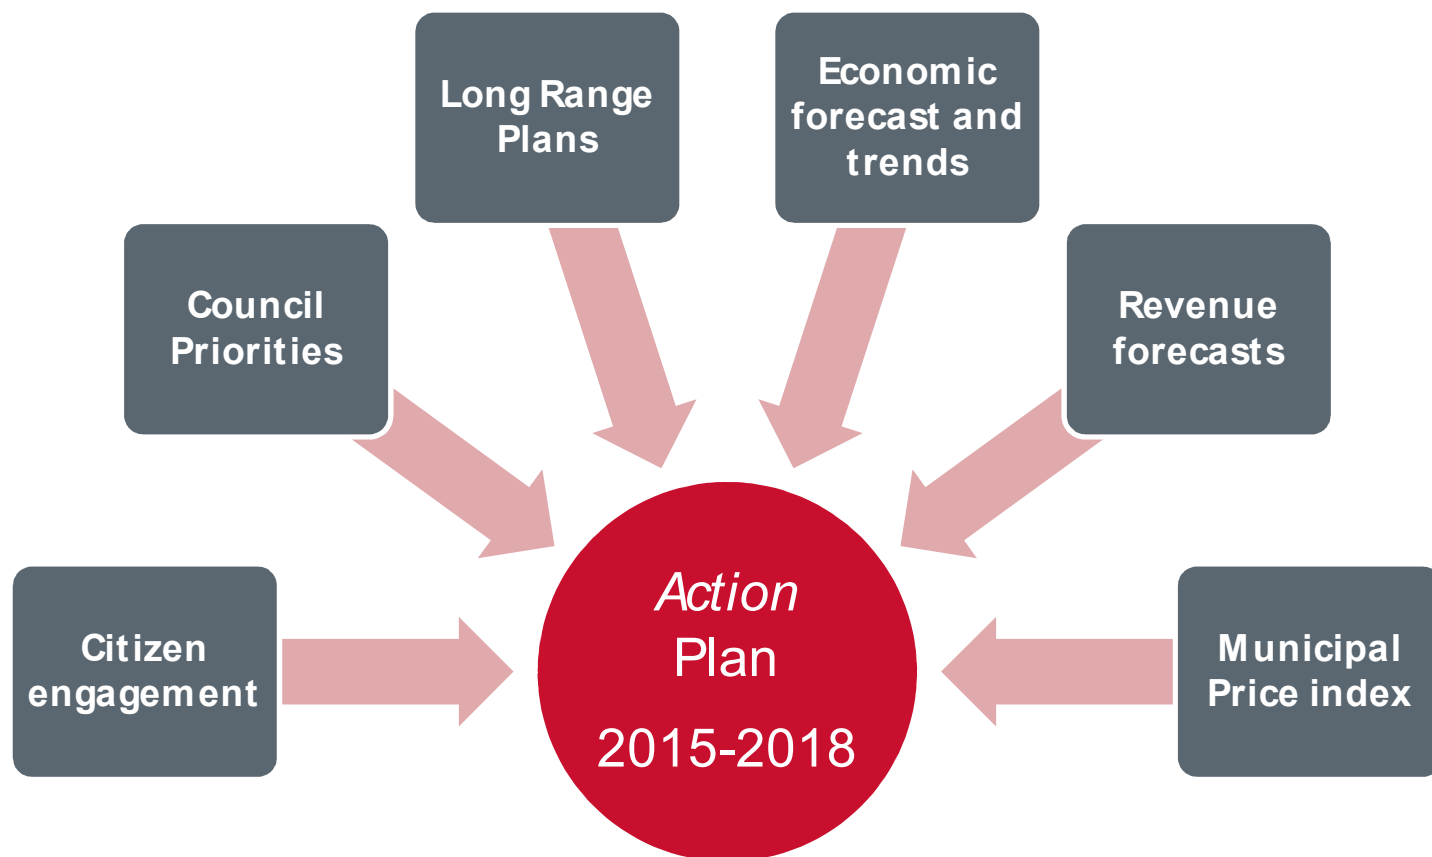 Long Range
Plans
Economic
forecast and
trends
Council
Priorities
Revenue
forecasts
Citizen
engagement
Action
Plan
2015-2018
Municipal
Price index